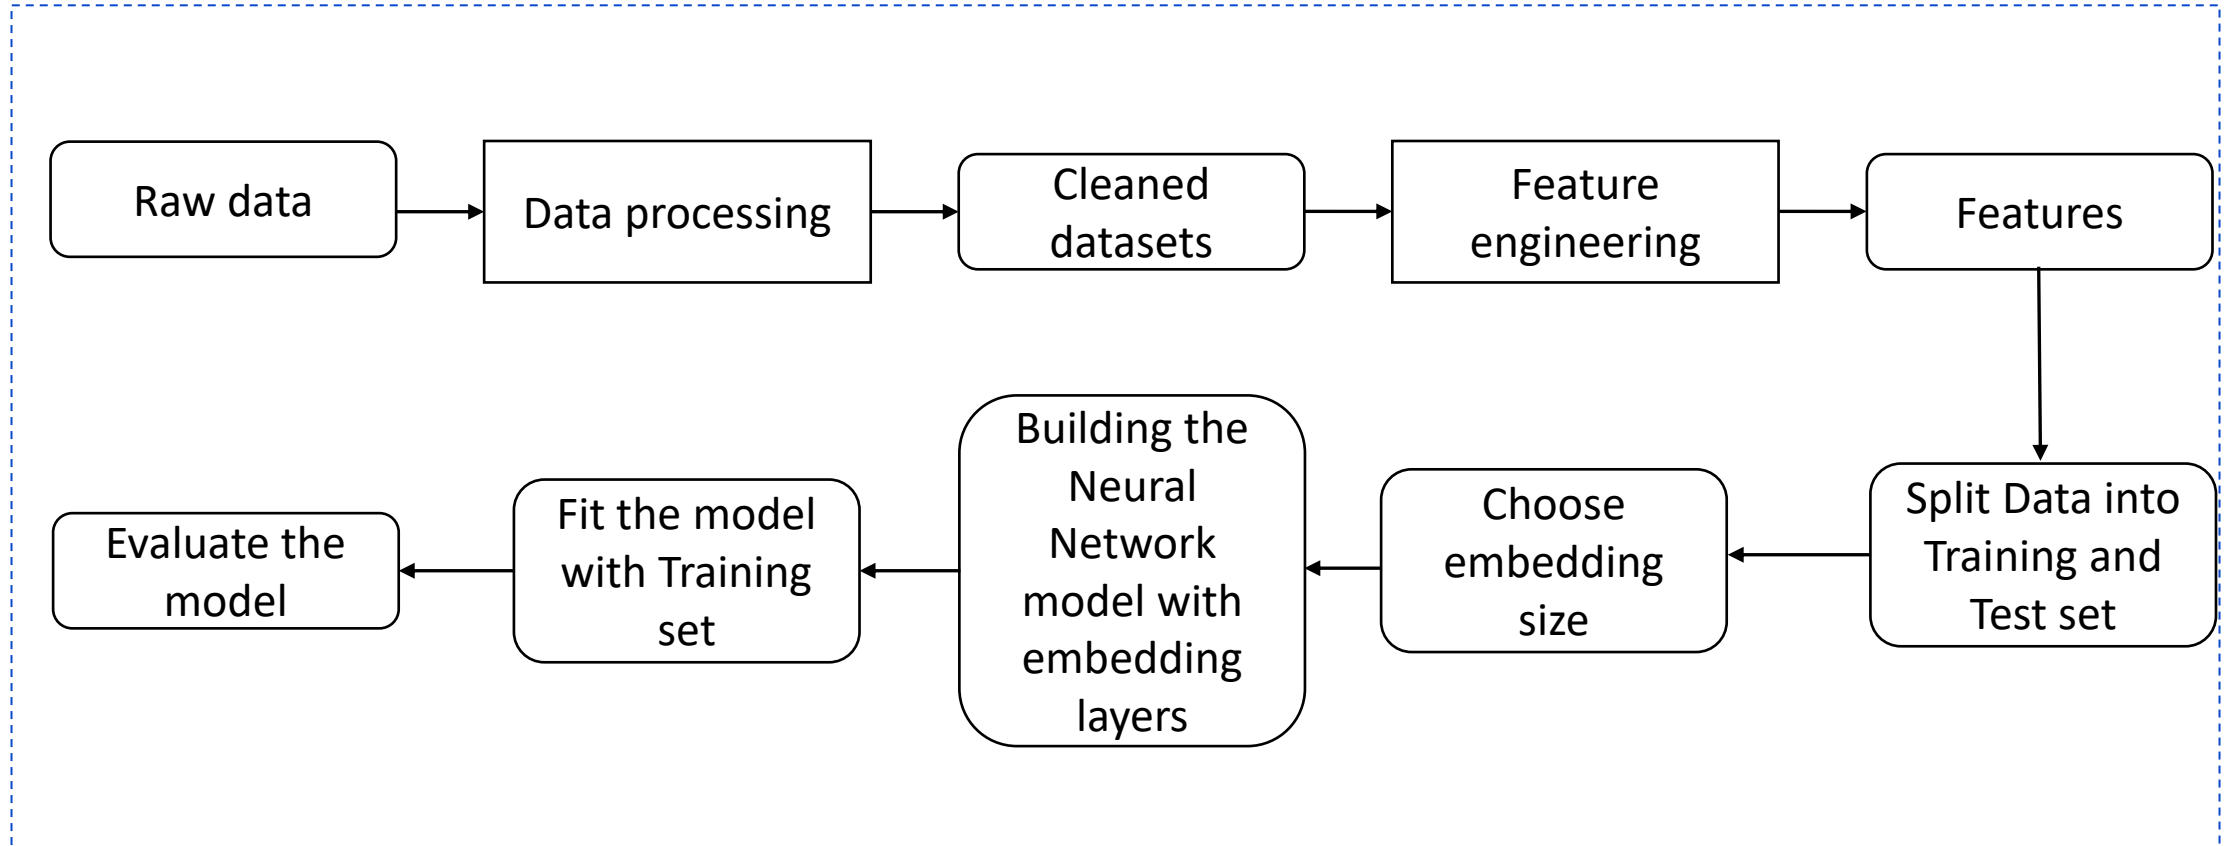 Raw data
Data processing
Cleaned
datasets
Feature
engineering
Features
Split Data into
Training and
Test set
Choose
embedding
size
Building the
Neural
Network
model with
embedding
layers
Fit the model
with Training
set
Evaluate the
model